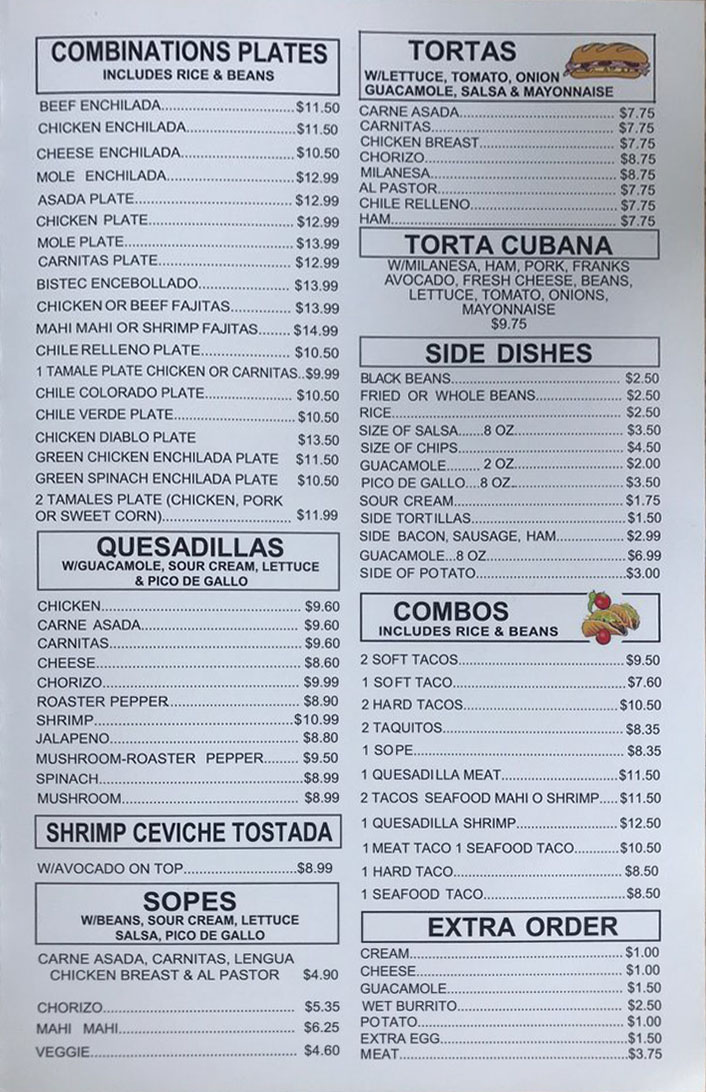 COMBINATIONS PLATES
INCLUDES RICE & BEANS
BEEF ENCHILADA..................................$11.50
CHICKEN ENCHILADA...........................$11.50
CHEESE ENCHILADA............................$10.50
MOLE ENCHILADA................................$12.99
ASADA PLATE.......................................$12.99
CHICKEN PLATE....................................$12.99
MOLE PLATE..........................................$13.99
CARNITAS PLATE..................................$12.99
BISTEC ENCEBOLLADO........................$13.99
CHICKEN OR BEEF FAJITAS...............$13.99
MAHI MAHI OR SHRIMP FAJITAS........$14.99
CHILE RELLENO PLATE......................$10.50
1 TAMALE PLATE CHICKEN OR CARNITAS..$9.99
CHILE COLORADO PLATE.....................$10.50
CHILE VERDE PLATE.............................$10.50
CHICKEN DIABLO PLATE $13.50
GREEN CHICKEN ENCHILADA PLATE $11.50
GREEN SPINACH ENCHILADA PLATE $10.50
2 TAMALES PLATE (CHICKEN, PORK
OR SWEET CORN)................................ $11.99
QUESADILLAS
W/GUACAMOLE, SOUR CREAM, LETTUCE
& PICO DE GALLO
CHICKEN................................................. $9.60
CARNE ASADA....................................... $9.60
CARNITAS............................................... $9.60
CHEESE.................................................. $8.60
CHORIZO................................................ $9.99
ROASTER PEPPER................................ $8.90
SHRIMP.................................................$10.99
JALAPENO.............................................. $8.80
MUSHROOM-ROASTER PEPPER........ $9.50
SPINACH.................................................$8.99
MUSHROOM........................................... $8.99
SHRIMP CEVICHE TOSTADA
W/AVOCADO ON TOP...........................$8.99
SOPES
W/BEANS, SOUR CREAM, LETTUCE
SALSA, PICO DE GALLO
CARNE ASADA, CARNITAS, LENGUA
CHICKEN BREAST & AL PASTOR $4.90
CHORIZO............................................... $5.35
MAHI MAHI........................................... $6.25
VEGGIE.................................................. $4.60
TORTAS
W/LETTUCE, TOMATO, ONION
GUACAMOLE, SALSA & MAYONNAISE
CARNE ASADA..................................... $7.75
CARNITAS............................................ $7.75
CHICKEN BREAST................................ $7.75
CHORIZO.............................................. $8.75
MILANESA............................................ $8.75
AL PASTOR.......................................... $7.75
CHILE RELLENO................................... $7.75
HAM...................................................... $7.75
TORTA CUBANA
W/MILANESA, HAM, PORK, FRANKS
AVOCADO, FRESH CHEESE, BEANS,
LETTUCE, TOMATO, ONIONS,
MAYONNAISE
$9.75
SIDE DISHES
BLACK BEANS........................................ $2.50
FRIED OR WHOLE BEANS..................... $2.50
RICE........................................................ $2.50
SIZE OF SALSA......8 OZ....................... $3.50
SIZE OF CHIPS........................................$4.50
GUACAMOLE........ 2 OZ........................ $2.00
PICO DE GALLO....8 OZ......................... $3.50
SOUR CREAM..........................................$1.75
SIDE TORTILLAS.....................................$1.50
SIDE BACON, SAUSAGE, HAM................$2.99
GUACAMOLE...8 OZ................................$6.99
SIDE OF POTATO....................................$3.00
COMBOS
INCLUDES RICE & BEANS
2 SOFT TACOS........................................$9.50
1 SOFT TACO......................................... $7.60
2 HARD TACOS......................................$10.50
2 TAQUITOS........................................... $8.35
1 SOPE.................................................... $8.35
1 QUESADILLA MEAT............................$11.50
2 TACOS SEAFOOD MAHI O SHRIMP.....$11.50
1 QUESADILLA SHRIMP.........................$12.50
1 MEAT TACO 1 SEAFOOD TACO...........$10.50
1 HARD TACO......................................... $8.50
1 SEAFOOD TACO................................... $8.50
EXTRA ORDER
CREAM.....................................................$1.00
CHEESE....................................................$1.00
GUACAMOLE...........................................$1.50
WET BURRITO.........................................$2.50
POTATO....................................................$1.00
EXTRA EGG..............................................$1.50
MEAT.........................................................$3.75